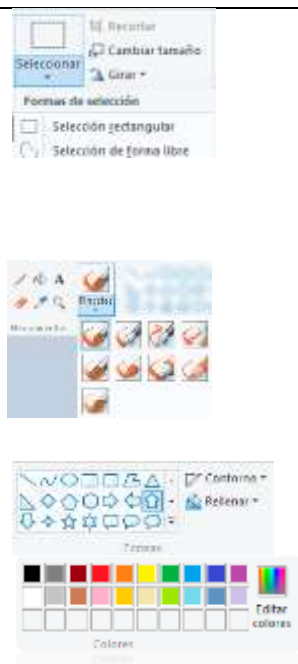 Recortar
Cambiar tamaño
Seleccionar
Girar
Formas de selección
Selección rectangular
Selección de forma libre
A
Pinceles
Contorno
Rellenar
Formas
Editar
colores
Colores